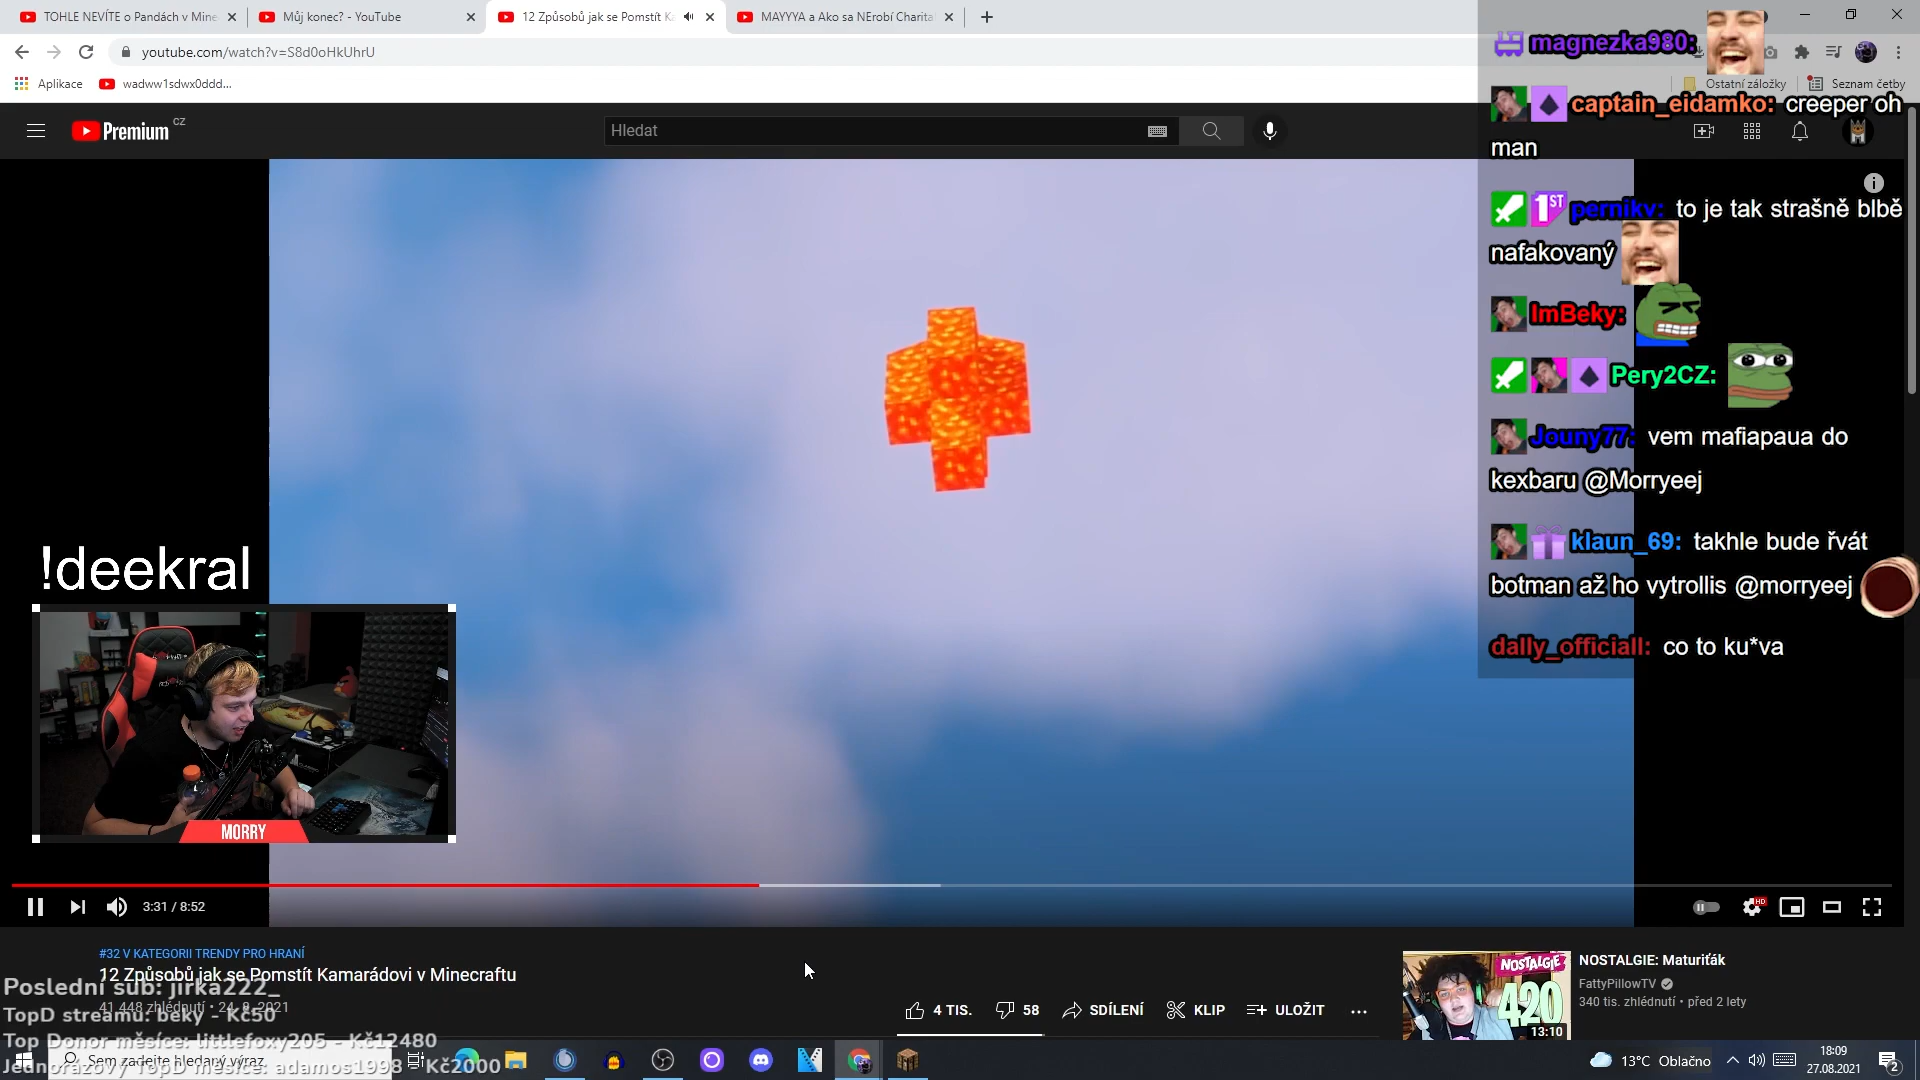 TOHLE NEVÍTE o Pandách v Mine
Můj konec? - YouTube
12 Způsobů jak se Pomstít Ka
MAYYYA a Ako sa NErobí Charita
youtube.com/watch?v=S8d0oHkUhrU
Aplikace
wadww1sdwx0ddd...
Ostatní záložky
Seznam četby
Premium CZ
Hledat
magnezka980:
captain_eidamko: creeper oh
man
1ST
pernikv: to je tak strašně blbě
nafakovaný
ImBeky:
Pery2CZ:
Jouny77: vem mafiapaua do
kexbaru @Morryeej
klaun_69: takhle bude řvát
botman až ho vytrollis @morryeej
dally_officiall: co to ku*va
!deekral
MORRY
3:31 / 8:52
HD
#32 V KATEGORII TRENDY PRO HRANÍ
12 Způsobů jak se Pomstít Kamarádovi v Minecraftu
41 448 zhlédnutí • 24. 8. 2021
4 TIS.
58
SDÍLENÍ
KLIP
ULOŽIT
NOSTALGIE
420
13:10
NOSTALGIE: Maturiťák
FattyPillowTV
340 tis. zhlédnutí • před 2 lety
Poslední sub: jirka222_
TopD streamu: beky - Kč50
Top Donor měsíce: littlefoxy205 - Kč12480
Jednorázový TopD měsíce: adamos1998 - Kč2000
Sem zadejte hledaný výraz
13°C Oblačno
18:09
27.08.2021
2